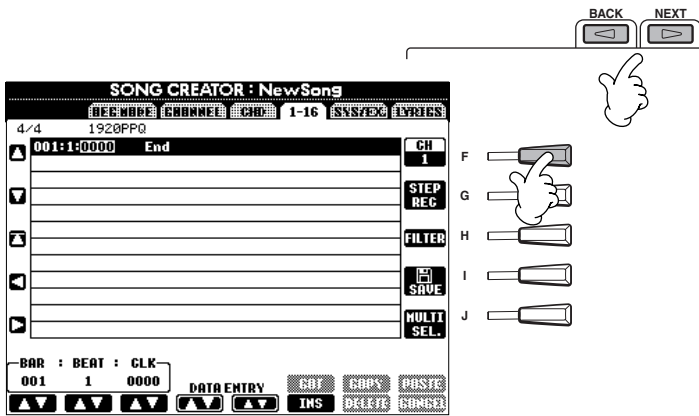 BACK NEXT
SONG CREATOR : NewSong
REC MODE CHANNEL CHD 1-16 SYS/EX. LYRICS
4/4 1920PPQ
001:1:0000 End
CH
1
F
STEP
REC
G
FILTER
H
SAVE
I
MULTI
SEL.
J
BAR : BEAT : CLK
001 1 0000
DATA ENTRY
CUT COPY PASTE
INS DELETE CANCEL